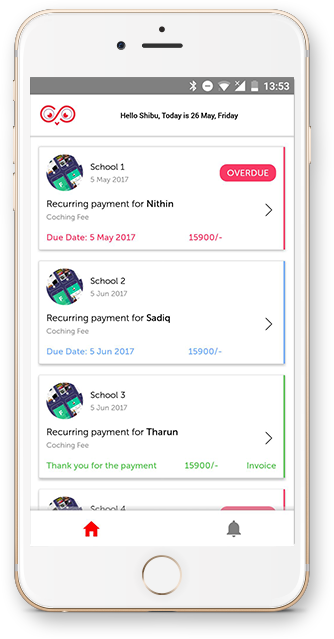 13:53
Hello Shibu, Today is 26 May, Friday
School 1
OVERDUE
5 May 2017
Recurring payment for Nithin
Coching Fee
Due Date: 5 May 2017 15900/-
School 2
5 Jun 2017
Recurring payment for Sadiq
Coching Fee
Due Date: 5 Jun 2017 15900/-
School 3
5 Jun 2017
Recurring payment for Tharun
Coching Fee
Thank you for the payment 15900/- Invoice
School 4